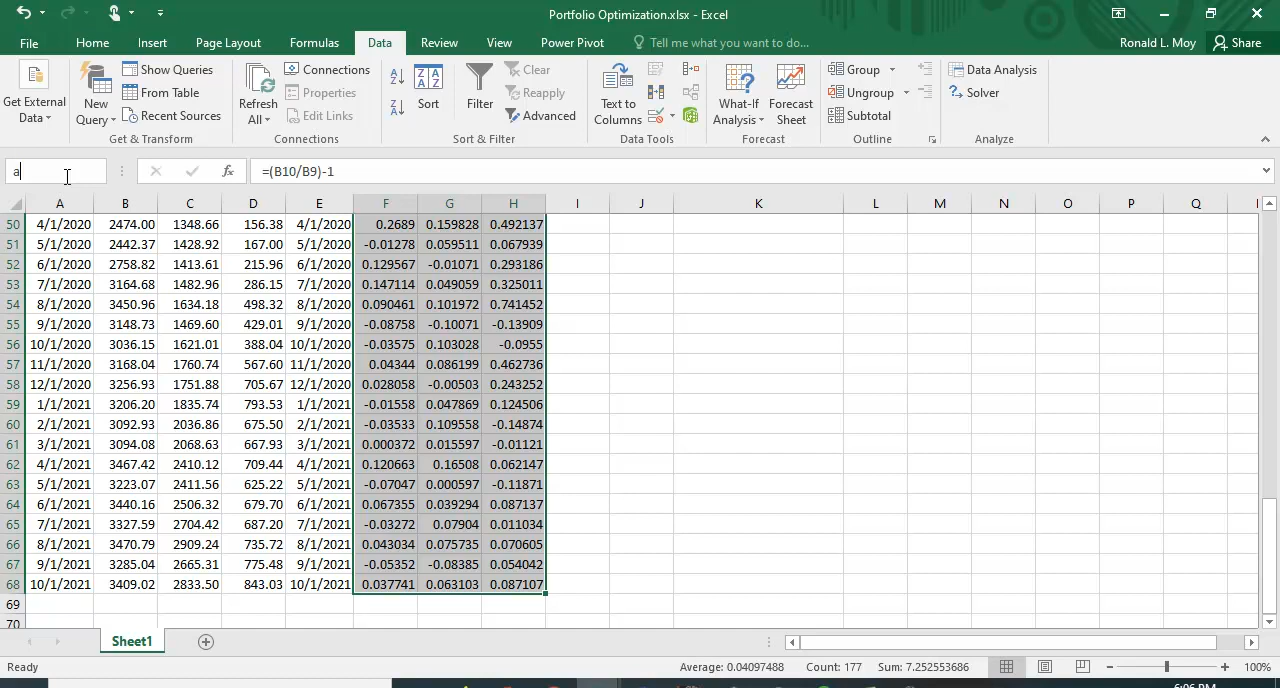 Portfolio Optimization.xlsx - Excel
File Home Insert Page Layout Formulas Data Review View Power Pivot Tell me what you want to do... Ronald L. Moy Share
Get External Data New Query Show Queries From Table Recent Sources Refresh All Connections Properties Edit Links Sort Filter Clear Reapply Advanced Text to Columns What-If Analysis Forecast Sheet Group Ungroup Subtotal Data Analysis Solver
Get & Transform Connections Sort & Filter Data Tools Forecast Outline Analyze
a fx =(B10/B9)-1
A B C D E F G H I J K L M N O P Q
50 4/1/2020 2474.00 1348.66 156.38 4/1/2020 0.2689 0.159828 0.492137
51 5/1/2020 2442.37 1428.92 167.00 5/1/2020 -0.01278 0.059511 0.067939
52 6/1/2020 2758.82 1413.61 215.96 6/1/2020 0.129567 -0.01071 0.293186
53 7/1/2020 3164.68 1482.96 286.15 7/1/2020 0.147114 0.049059 0.325011
54 8/1/2020 3450.96 1634.18 498.32 8/1/2020 0.090461 0.101972 0.741452
55 9/1/2020 3148.73 1469.60 429.01 9/1/2020 -0.08758 -0.10071 -0.13909
56 10/1/2020 3036.15 1621.01 388.04 10/1/2020 -0.03575 0.103028 -0.0955
57 11/1/2020 3168.04 1760.74 567.60 11/1/2020 0.04344 0.086199 0.462736
58 12/1/2020 3256.93 1751.88 705.67 12/1/2020 0.028058 -0.00503 0.243252
59 1/1/2021 3206.20 1835.74 793.53 1/1/2021 -0.01558 0.047869 0.124506
60 2/1/2021 3092.93 2036.86 675.50 2/1/2021 -0.03533 0.109558 -0.14874
61 3/1/2021 3094.08 2068.63 667.93 3/1/2021 0.000372 0.015597 -0.01121
62 4/1/2021 3467.42 2410.12 709.44 4/1/2021 0.120663 0.16508 0.062147
63 5/1/2021 3223.07 2411.56 625.22 5/1/2021 -0.07047 0.000597 -0.11871
64 6/1/2021 3440.16 2506.32 679.70 6/1/2021 0.067355 0.039294 0.087137
65 7/1/2021 3327.59 2704.42 687.20 7/1/2021 -0.03272 0.07904 0.011034
66 8/1/2021 3470.79 2909.24 735.72 8/1/2021 0.043034 0.075735 0.070605
67 9/1/2021 3285.04 2665.31 775.48 9/1/2021 -0.05352 -0.08385 0.054042
68 10/1/2021 3409.02 2833.50 843.03 10/1/2021 0.037741 0.063103 0.087107
69
70
Sheet1
Ready Average: 0.04097488 Count: 177 Sum: 7.252553686 100%
6:06 PM